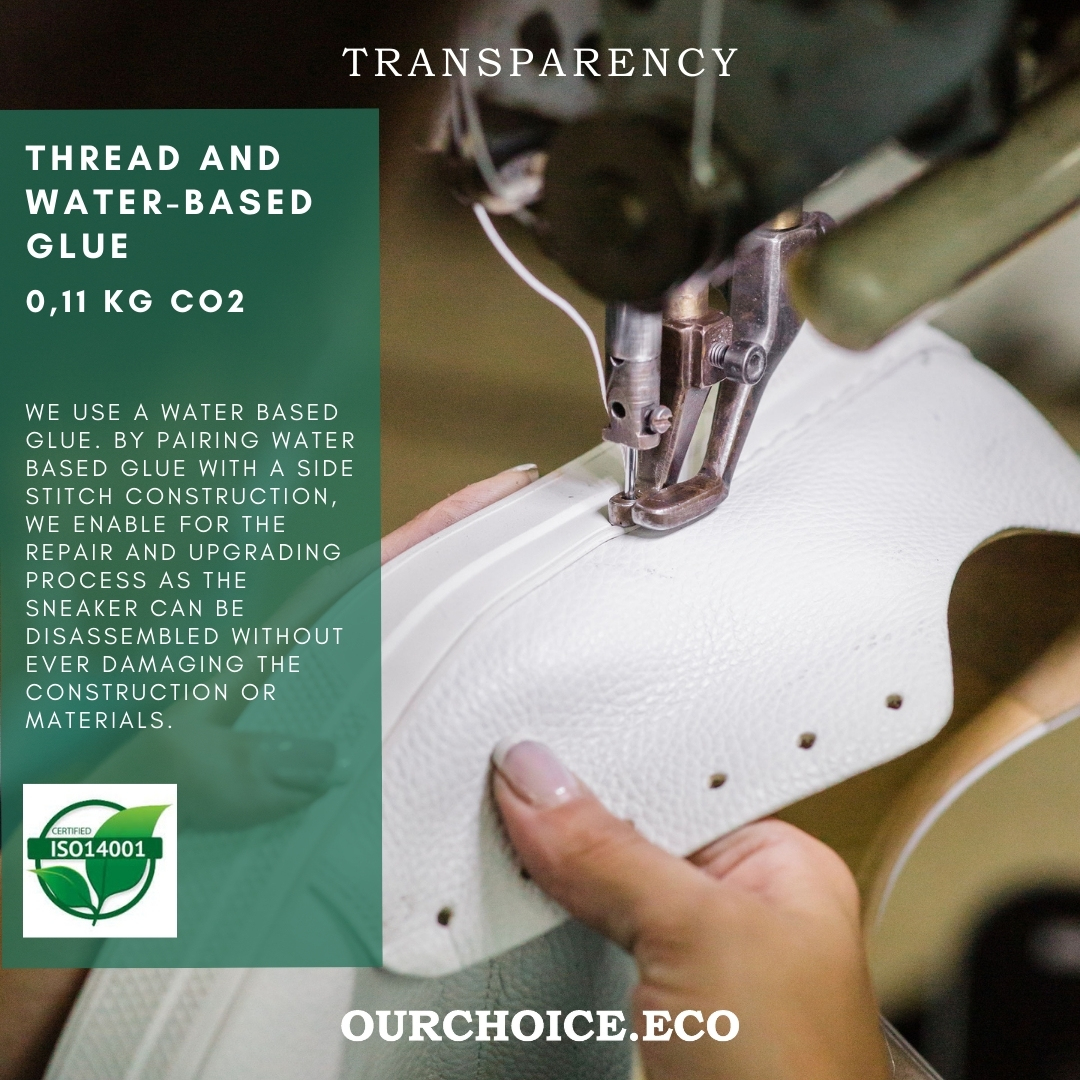 TRANSPARENCY
THREAD AND
WATER-BASED
GLUE
0,11 KG CO2
WE USE A WATER BASED
GLUE. BY PAIRING WATER
BASED GLUE WITH A SIDE
STITCH CONSTRUCTION,
WE ENABLE FOR THE
REPAIR AND UPGRADING
PROCESS AS THE
SNEAKER CAN BE
DISASSEMBLED WITHOUT
EVER DAMAGING THE
CONSTRUCTION OR
MATERIALS.
CERTIFIED
ISO14001
OURCHOICE.ECO